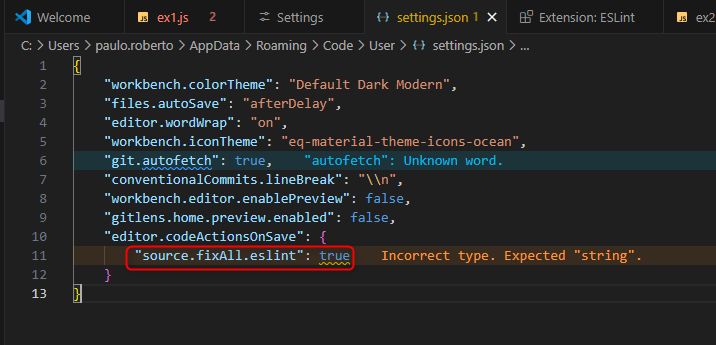 Welcome ex1.js 2 Settings settings.json 1 Extension: ESLint ex2
C: > Users > paulo.roberto > AppData > Roaming > Code > User > settings.json > ...
1 {
2 "workbench.colorTheme": "Default Dark Modern",
3 "files.autoSave": "afterDelay",
4 "editor.wordWrap": "on",
5 "workbench.iconTheme": "eq-material-theme-icons-ocean",
6 "git.autofetch": true, "autofetch": Unknown word.
7 "conventionalCommits.lineBreak": "\\n",
8 "workbench.editor.enablePreview": false,
9 "gitlens.home.preview.enabled": false,
10 "editor.codeActionsOnSave": {
11 "source.fixAll.eslint": true Incorrect type. Expected "string".
12 }
13 }